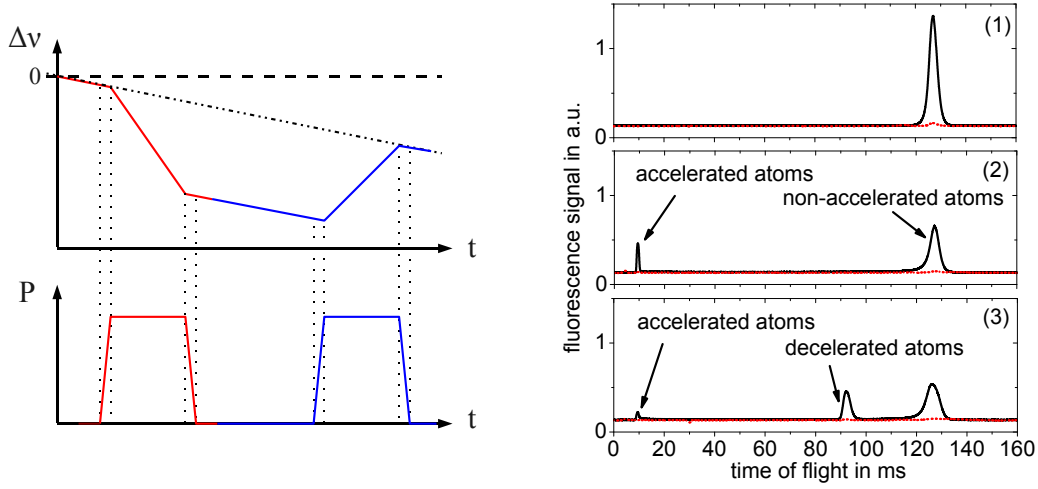 Δν
0
t
P
t
fluorescence signal in a.u.
(1)
1
0
(2)
accelerated atoms
non-accelerated atoms
1
0
(3)
accelerated atoms
decelerated atoms
1
0
0 20 40 60 80 100 120 140 160
time of flight in ms